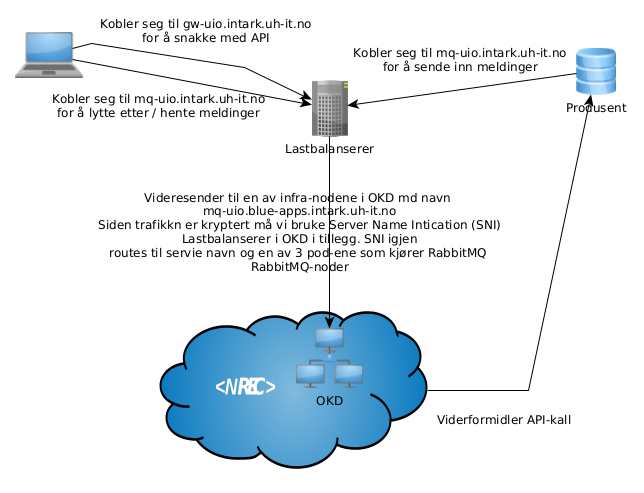 Kobler seg til gw-uio.intark.uh-it.no
for å snakke med API
Kobler seg til mq-uio.intark.uh-it.no
for å sende inn meldinger
Kobler seg til mq-uio.intark.uh-it.no
for å lytte etter / hente meldinger
Produsent
Lastbalanserer
Videresender til en av infra-nodene i OKD md navn
mq-uio.blue-apps.intark.uh-it.no
Siden trafikkn er kryptert må vi bruke Server Name Intication (SNI)
Lastbalanserer i OKD i tillegg. SNI igjen
routes til servie navn og en av 3 pod-ene som kjører RabbitMQ
RabbitMQ-noder
<NREC>
OKD
Viderformidler API-kall